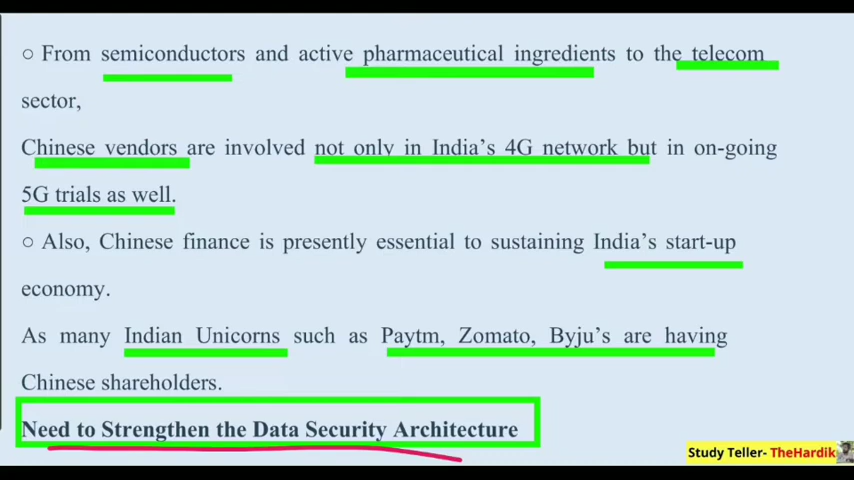 ○ From semiconductors and active pharmaceutical ingredients to the telecom
sector,
Chinese vendors are involved not only in India's 4G network but in on-going
5G trials as well.
○ Also, Chinese finance is presently essential to sustaining India's start-up
economy.
As many Indian Unicorns such as Paytm, Zomato, Byju's are having
Chinese shareholders.
Need to Strengthen the Data Security Architecture
Study Teller- TheHardik